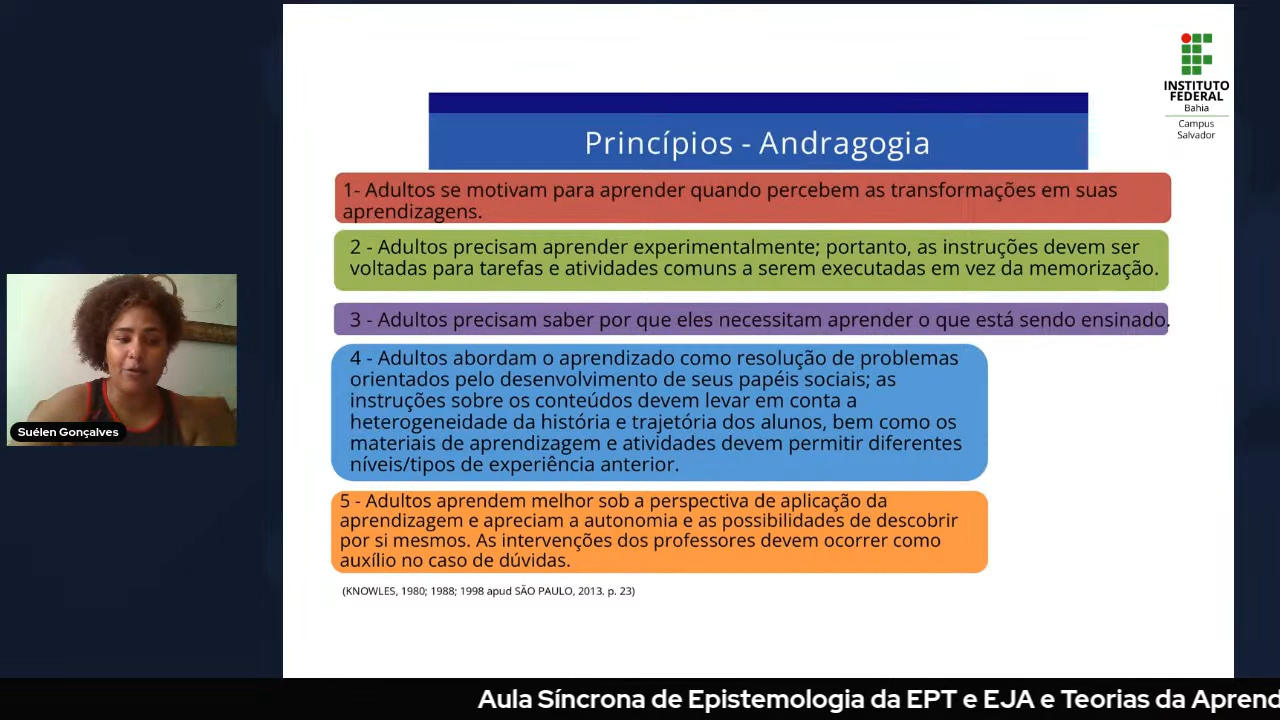 INSTITUTO
FEDERAL
Bahia
Campus
Salvador
Princípios - Andragogia
1- Adultos se motivam para aprender quando percebem as transformações em suas
aprendizagens.
2 - Adultos precisam aprender experimentalmente; portanto, as instruções devem ser
voltadas para tarefas e atividades comuns a serem executadas em vez da memorização.
3 - Adultos precisam saber por que eles necessitam aprender o que está sendo ensinado.
4 - Adultos abordam o aprendizado como resolução de problemas
orientados pelo desenvolvimento de seus papéis sociais; as
instruções sobre os conteúdos devem levar em conta a
heterogeneidade da história e trajetória dos alunos, bem como os
materiais de aprendizagem e atividades devem permitir diferentes
níveis/tipos de experiência anterior.
5 - Adultos aprendem melhor sob a perspectiva de aplicação da
aprendizagem e apreciam a autonomia e as possibilidades de descobrir
por si mesmos. As intervenções dos professores devem ocorrer como
auxílio no caso de dúvidas.
(KNOWLES, 1980; 1988; 1998 apud SÃO PAULO, 2013. p. 23)
Suélen Gonçalves
Aula Síncrona de Epistemologia da EPT e EJA e Teorias da Aprend